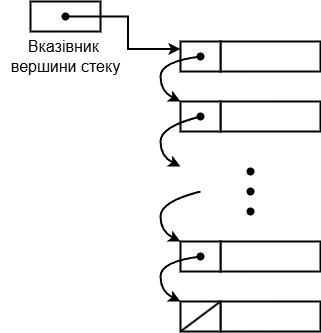 Вказівник
вершини стеку